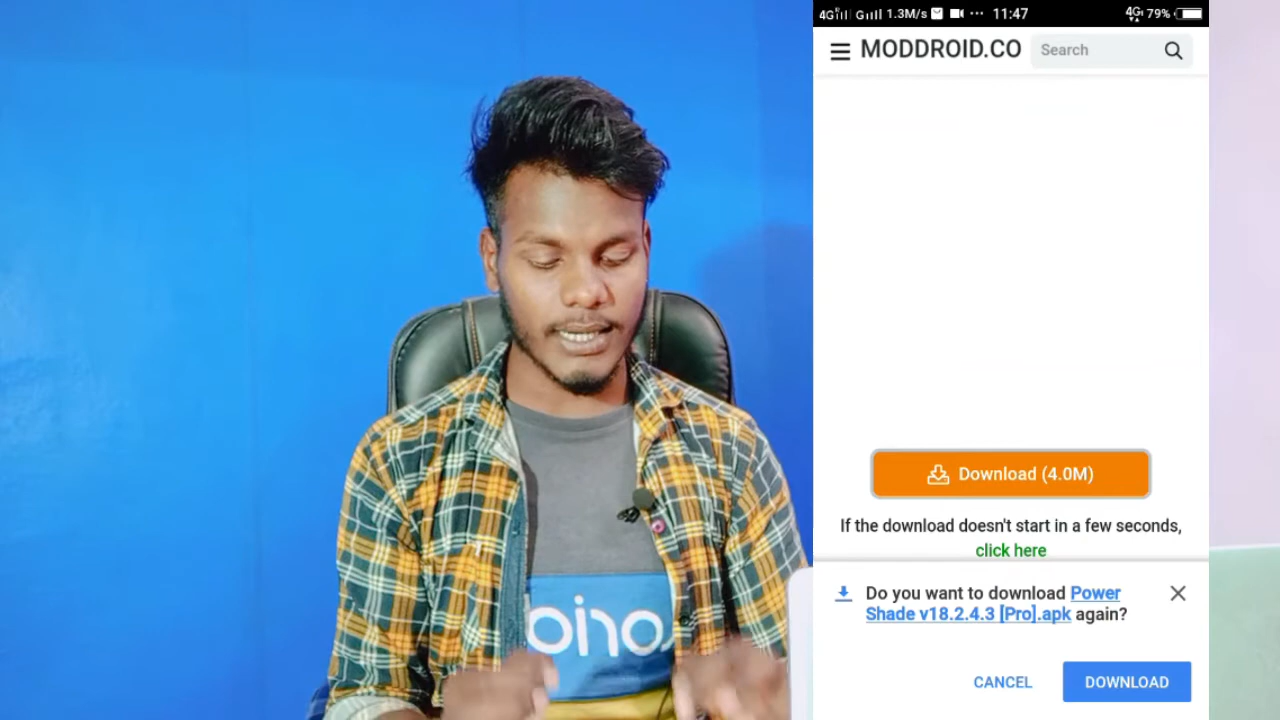 4G 1.3M/s ··· 11:47 4G 79%
MODDROID.CO Search
Download (4.0M)
If the download doesn't start in a few seconds,
click here
Do you want to download Power
Shade v18.2.4.3 [Pro].apk again?
CANCEL DOWNLOAD